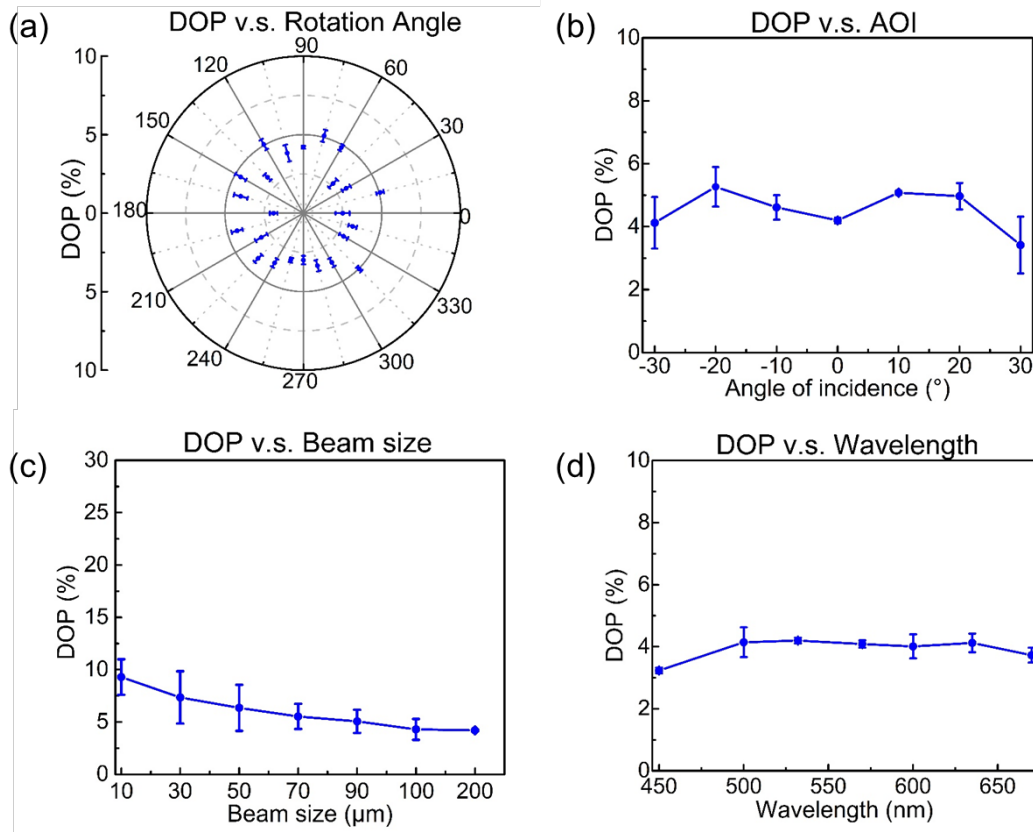 (a)
DOP v.s. Rotation Angle
10
5
0
5
10
DOP (%)
90
120
60
150
30
180
0
210
330
240
300
270
(b)
DOP v.s. AOI
10
8
6
4
2
0
DOP (%)
-30 -20 -10 0 10 20 30
Angle of incidence (°)
(c)
DOP v.s. Beam size
30
25
20
15
10
5
0
DOP (%)
10 30 50 70 90 100 200
Beam size (µm)
(d)
DOP v.s. Wavelength
10
8
6
4
2
0
DOP (%)
450 500 550 600 650
Wavelength (nm)